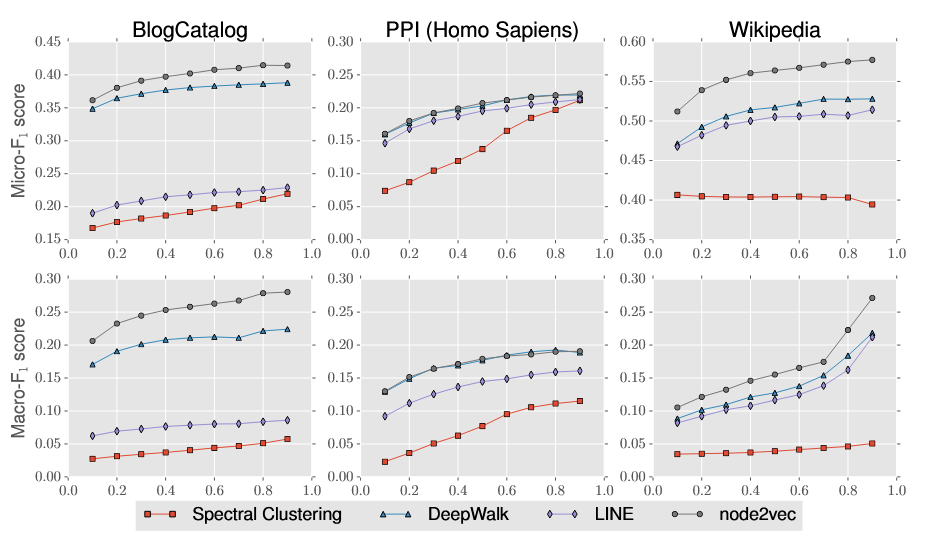 BlogCatalog PPI (Homo Sapiens) Wikipedia
Micro-F₁ score
0.45 0.40 0.35 0.30 0.25 0.20 0.15
0.0 0.2 0.4 0.6 0.8 1.0
0.30 0.25 0.20 0.15 0.10 0.05 0.00
0.0 0.2 0.4 0.6 0.8 1.0
0.60 0.55 0.50 0.45 0.40 0.35
0.0 0.2 0.4 0.6 0.8 1.0
Macro-F₁ score
0.30 0.25 0.20 0.15 0.10 0.05 0.00
0.0 0.2 0.4 0.6 0.8 1.0
0.30 0.25 0.20 0.15 0.10 0.05 0.00
0.0 0.2 0.4 0.6 0.8 1.0
0.30 0.25 0.20 0.15 0.10 0.05 0.00
0.0 0.2 0.4 0.6 0.8 1.0
Spectral Clustering DeepWalk LINE node2vec